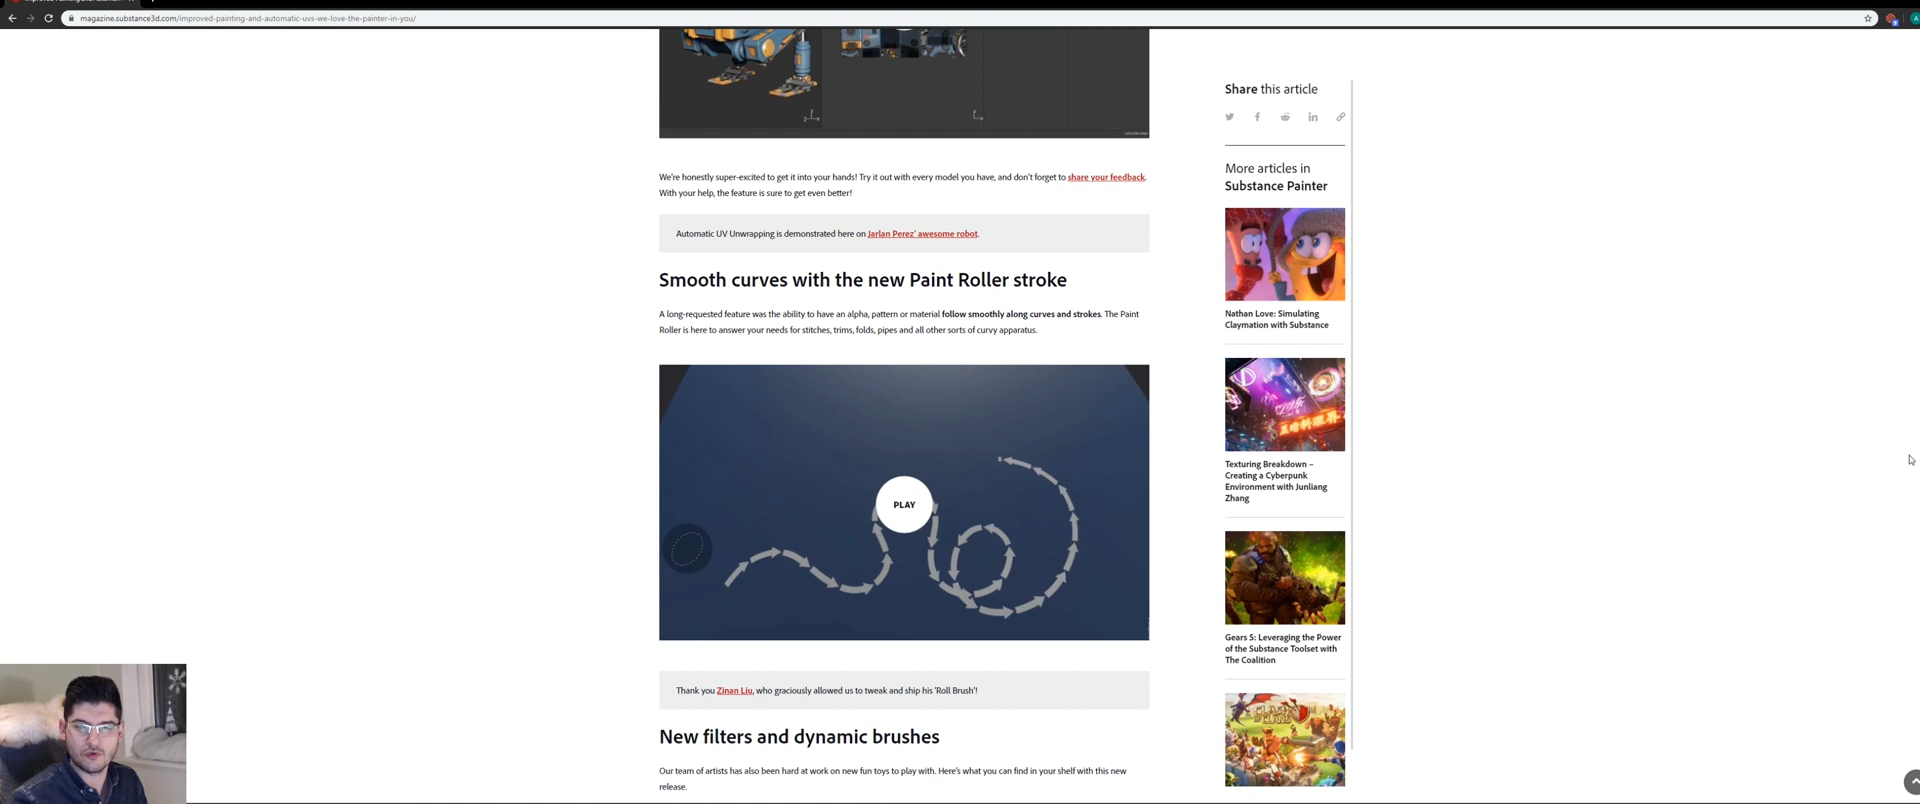 magazine.substance3d.com/improved-painting-and-automatic-uvs-we-love-the-painter-in-you/
We're honestly super-excited to get it into your hands! Try it out with every model you have, and don't forget to share your feedback.
With your help, the feature is sure to get even better!
Automatic UV Unwrapping is demonstrated here on Jarlan Perez' awesome robot.
Smooth curves with the new Paint Roller stroke
A long-requested feature was the ability to have an alpha, pattern or material follow smoothly along curves and strokes. The Paint
Roller is here to answer your needs for stitches, trims, folds, pipes and all other sorts of curvy apparatus.
PLAY
Thank you Zinan Liu, who graciously allowed us to tweak and ship his 'Roll Brush'!
New filters and dynamic brushes
Our team of artists has also been hard at work on new fun toys to play with. Here's what you can find in your shelf with this new
release.
Share this article
More articles in
Substance Painter
Nathan Love: Simulating
Claymation with Substance
Texturing Breakdown –
Creating a Cyberpunk
Environment with Junliang
Zhang
Gears 5: Leveraging the Power
of the Substance Toolset with
The Coalition
CLASH
OF CLANS